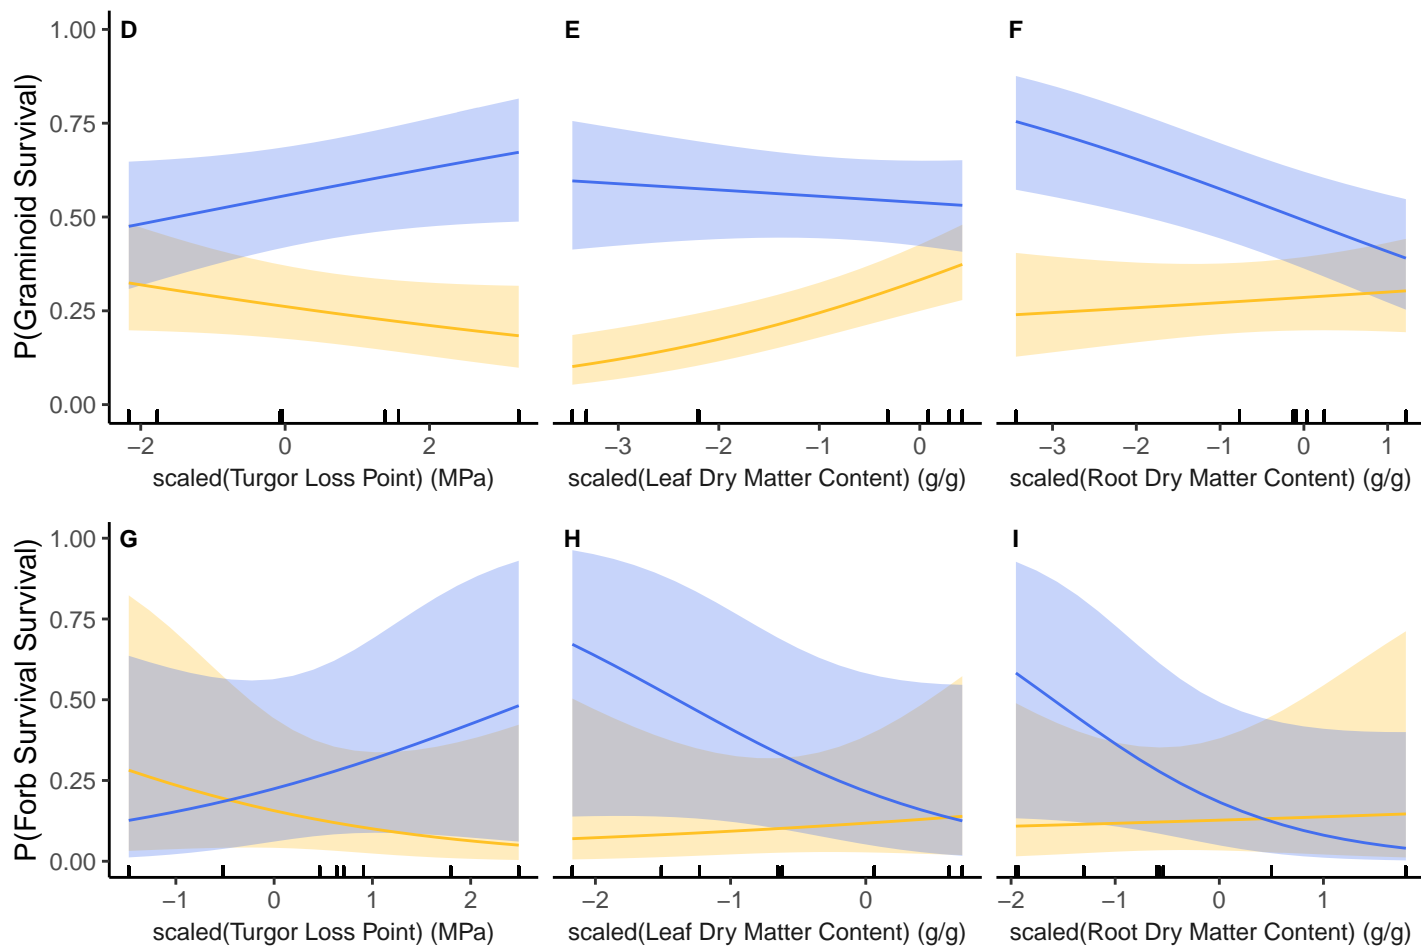 D E F
P(Graminoid Survival)
1.00
0.75
0.50
0.25
0.00
−2 0 2
−3 −2 −1 0
−3 −2 −1 0 1
scaled(Turgor Loss Point) (MPa)
scaled(Leaf Dry Matter Content) (g/g)
scaled(Root Dry Matter Content) (g/g)
G H I
P(Forb Survival Survival)
1.00
0.75
0.50
0.25
0.00
−1 0 1 2
−2 −1 0
−2 −1 0 1
scaled(Turgor Loss Point) (MPa)
scaled(Leaf Dry Matter Content) (g/g)
scaled(Root Dry Matter Content) (g/g)